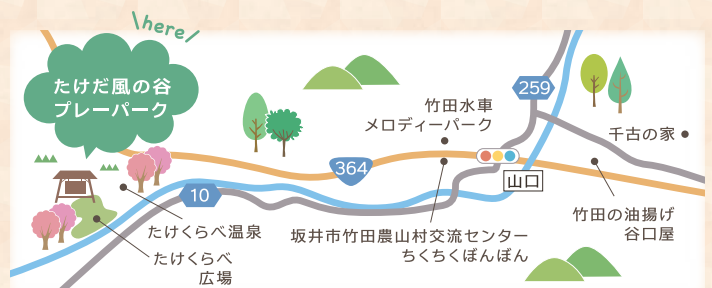 here
たけだ風の谷
プレーパーク
259
竹田水車
メロディーパーク
千古の家
364
山口
10
竹田の油揚げ
谷口屋
たけくらべ温泉
坂井市竹田農山村交流センター
ちくちくぼんぼん
たけくらべ
広場